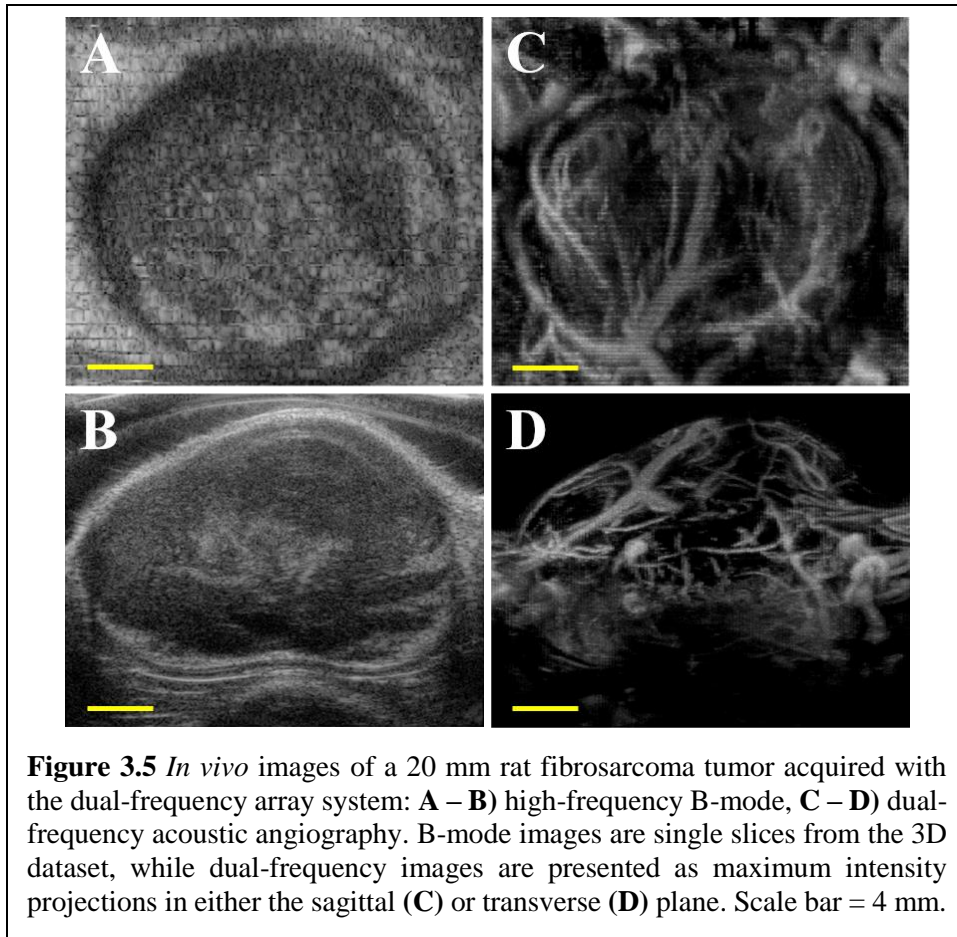 A
C
B
D
Figure 3.5 In vivo images of a 20 mm rat fibrosarcoma tumor acquired with
the dual-frequency array system: A – B) high-frequency B-mode, C – D) dual-
frequency acoustic angiography. B-mode images are single slices from the 3D
dataset, while dual-frequency images are presented as maximum intensity
projections in either the sagittal (C) or transverse (D) plane. Scale bar = 4 mm.